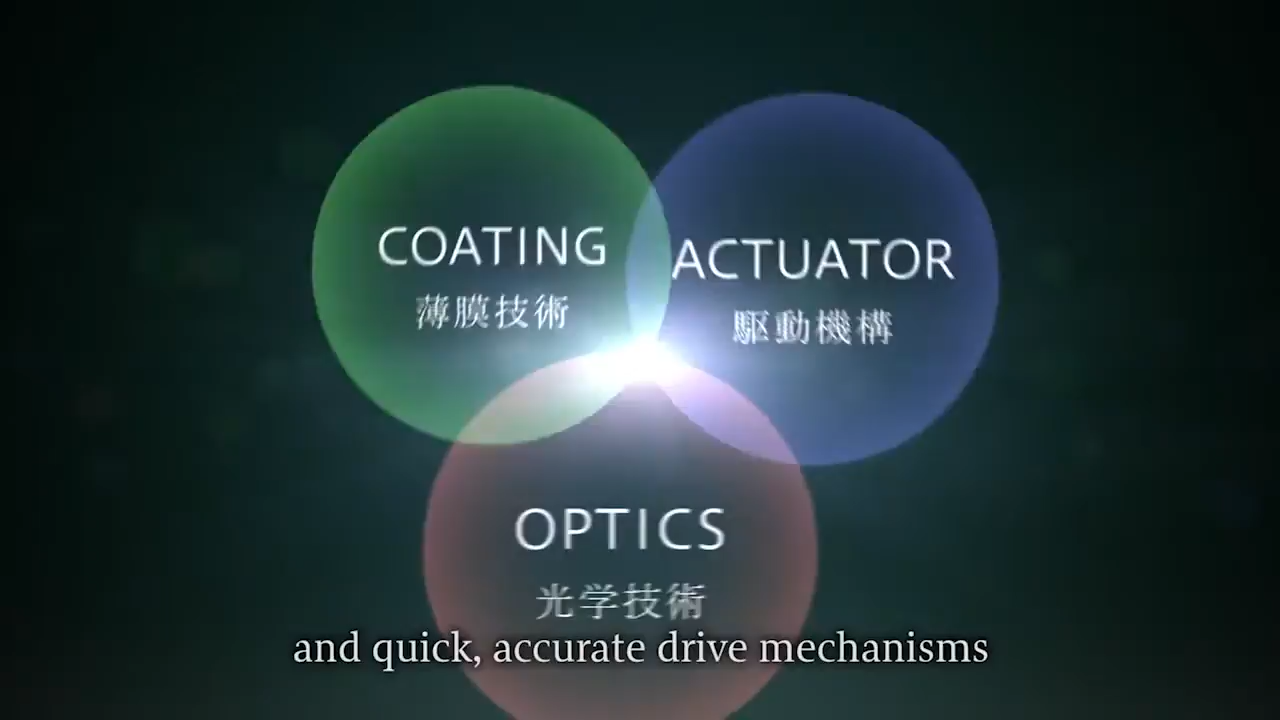 COATING
薄膜技術
ACTUATOR
駆動機構
OPTICS
光学技術
and quick, accurate drive mechanisms